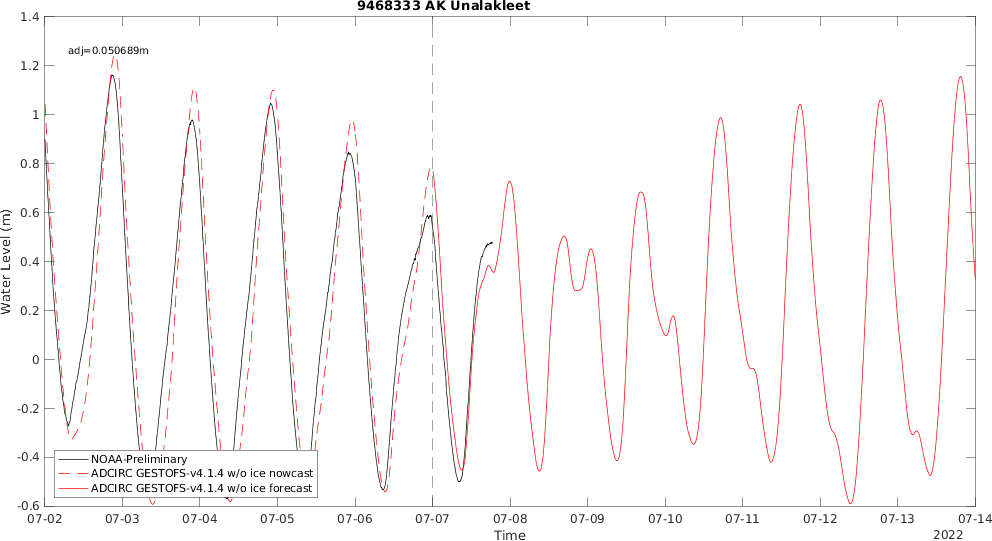 9468333 AK Unalakleet
adj=0.050689m
Water Level (m)
1.4
1.2
1
0.8
0.6
0.4
0.2
0
-0.2
-0.4
-0.6
NOAA-Preliminary
ADCIRC GESTOFS-v4.1.4 w/o ice nowcast
ADCIRC GESTOFS-v4.1.4 w/o ice forecast
07-02 07-03 07-04 07-05 07-06 07-07 07-08 07-09 07-10 07-11 07-12 07-13 07-14
Time
2022